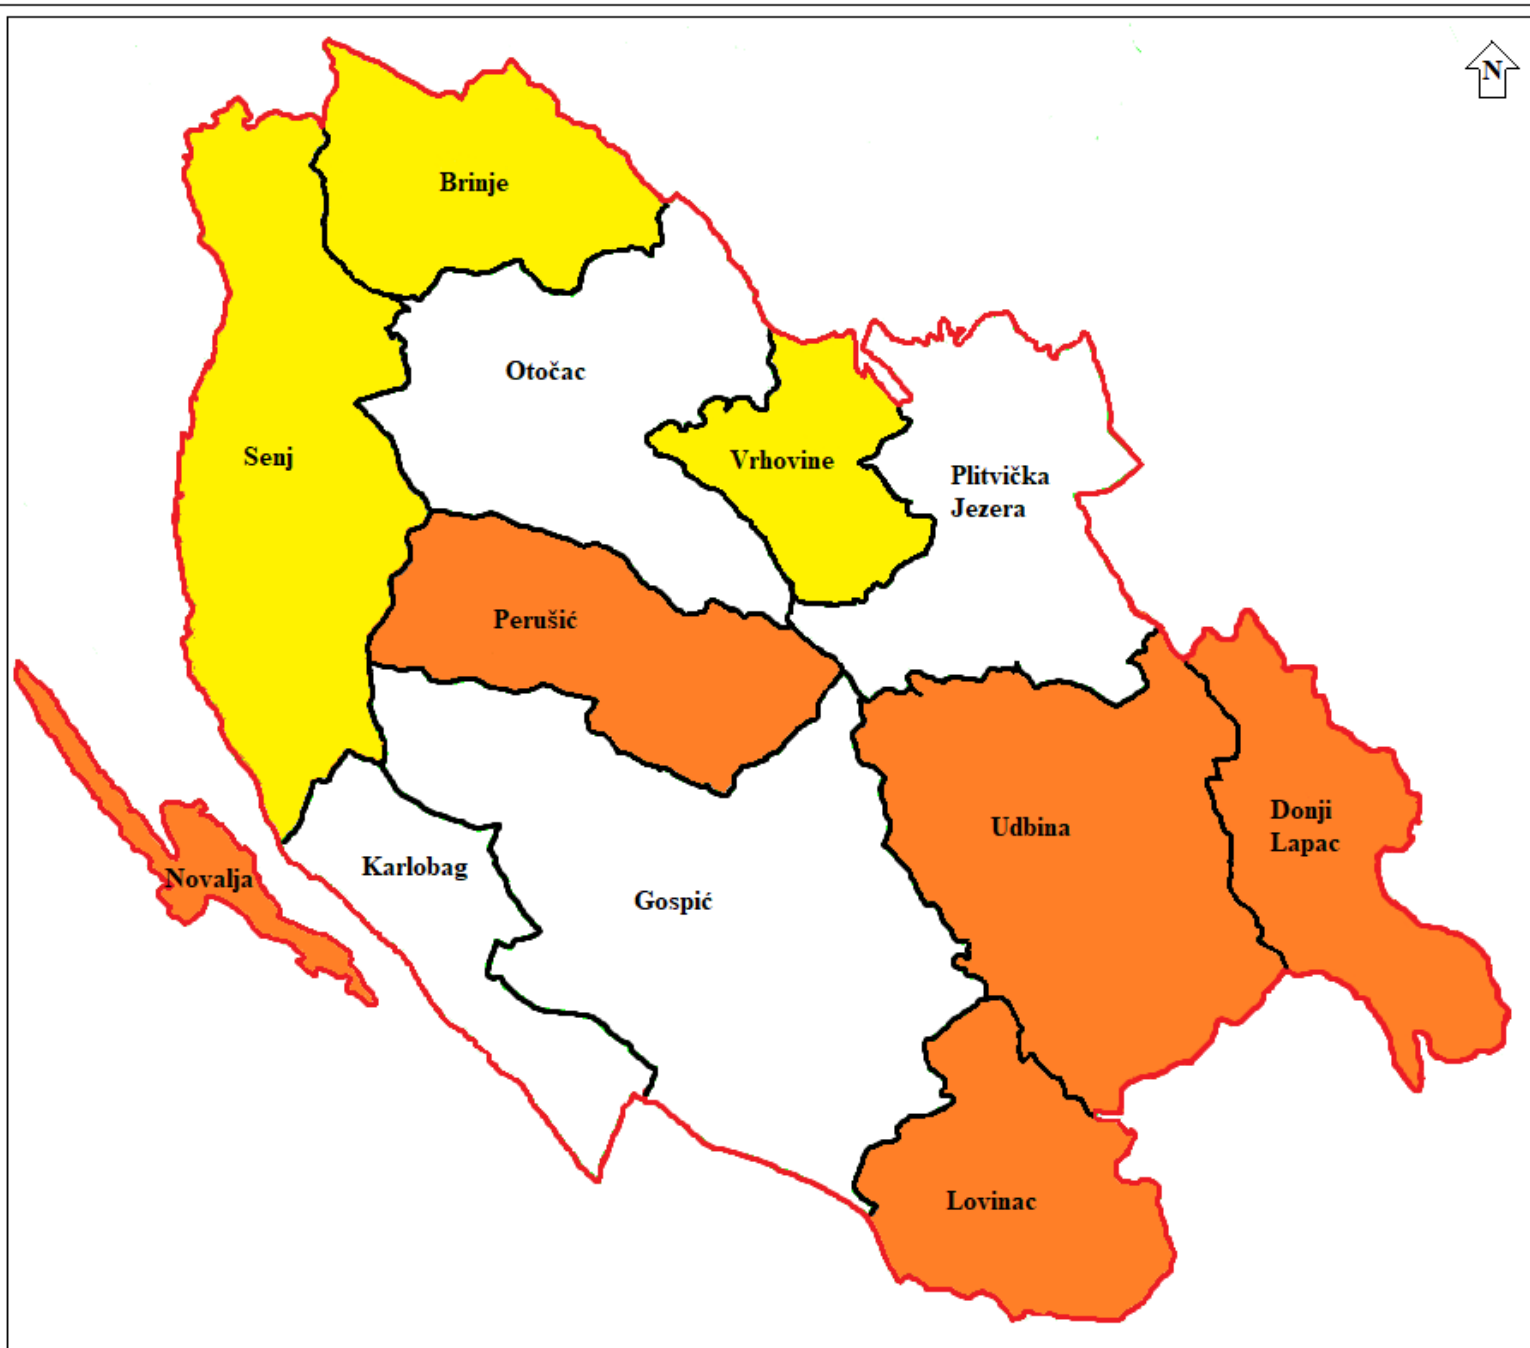 N
Brinje
Otočac
Senj
Vrhovine
Plitvička
Jezera
Perušić
Udbina
Donji
Lapac
Karlobag
Novalja
Gospić
Lovinac